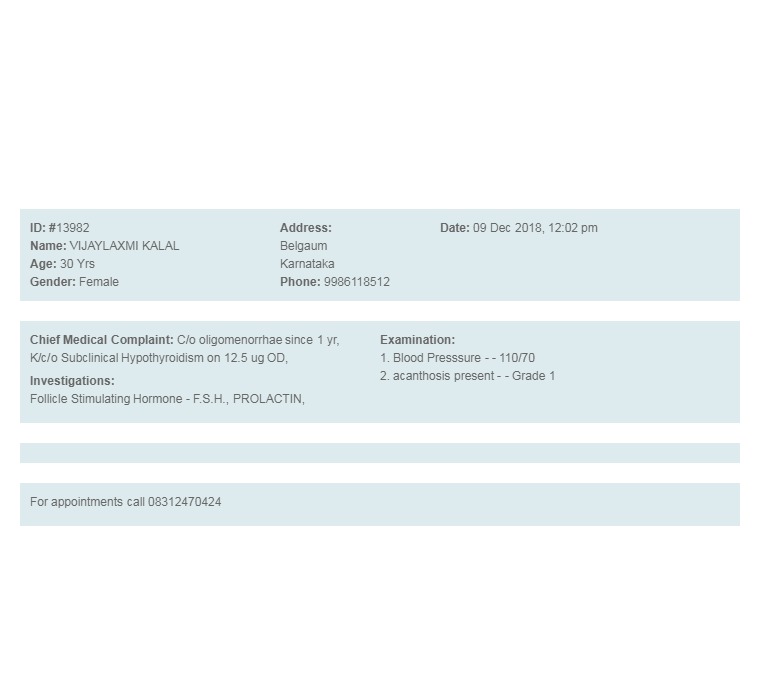 ID: #13982
Name: VIJAYLAXMI KALAL
Age: 30 Yrs
Gender: Female
Address:
Belgaum
Karnataka
Phone: 9986118512
Date: 09 Dec 2018, 12:02 pm
Chief Medical Complaint: C/o oligomenorrhae since 1 yr,
K/c/o Subclinical Hypothyroidism on 12.5 ug OD,
Investigations:
Follicle Stimulating Hormone - F.S.H., PROLACTIN,
Examination:
1. Blood Presssure - - 110/70
2. acanthosis present - - Grade 1
For appointments call 08312470424